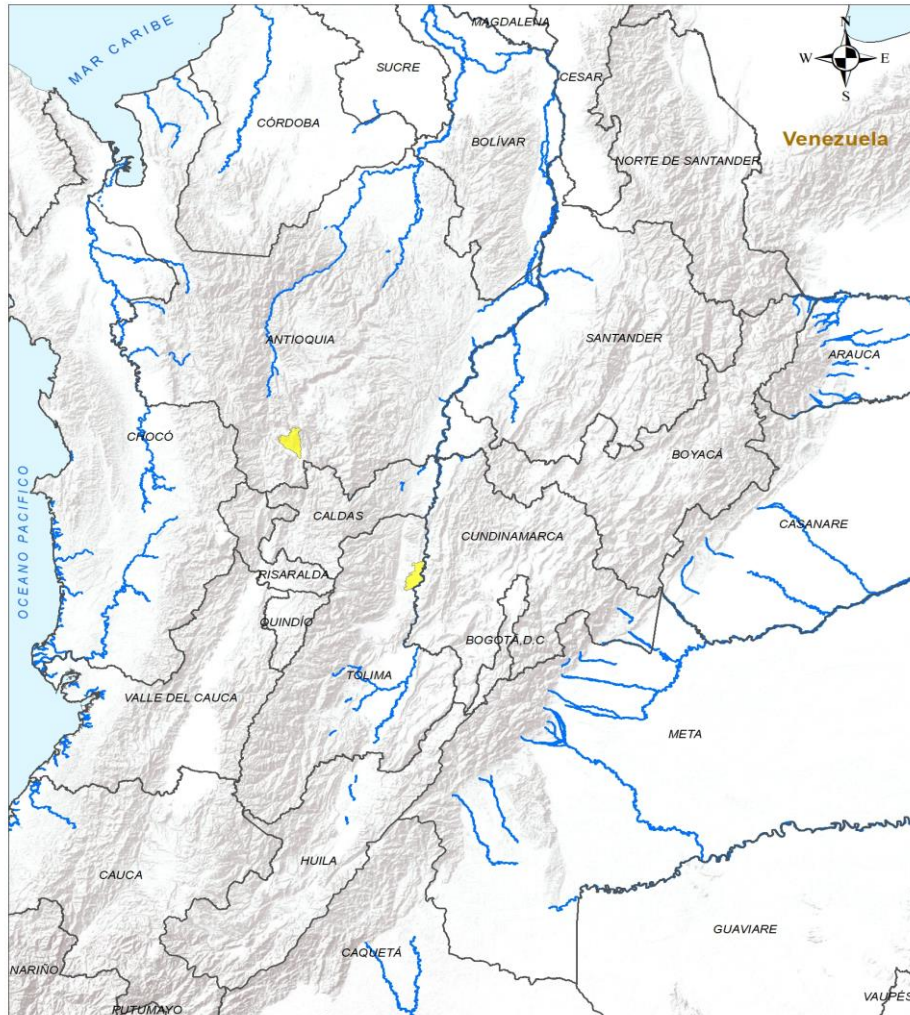 MAGDALENA
N
MAR CARIBE
W
E
SUCRE
CESAR
S
CÓRDOBA
BOLÍVAR
Venezuela
NORTE DE SANTANDER
ANTIOQUIA
SANTANDER
ARAUCA
CHOCÓ
BOYACÁ
CALDAS
CASANARE
CUNDINAMARCA
OCEANO PACIFICO
RISARALDA
QUINDÍO
BOGOTÁ,D.C
TOLIMA
VALLE DEL CAUCA
META
HUILA
CAUCA
GUAVIARE
CAQUETÁ
NARIÑO
VAUPÉS
PUTUMAYO